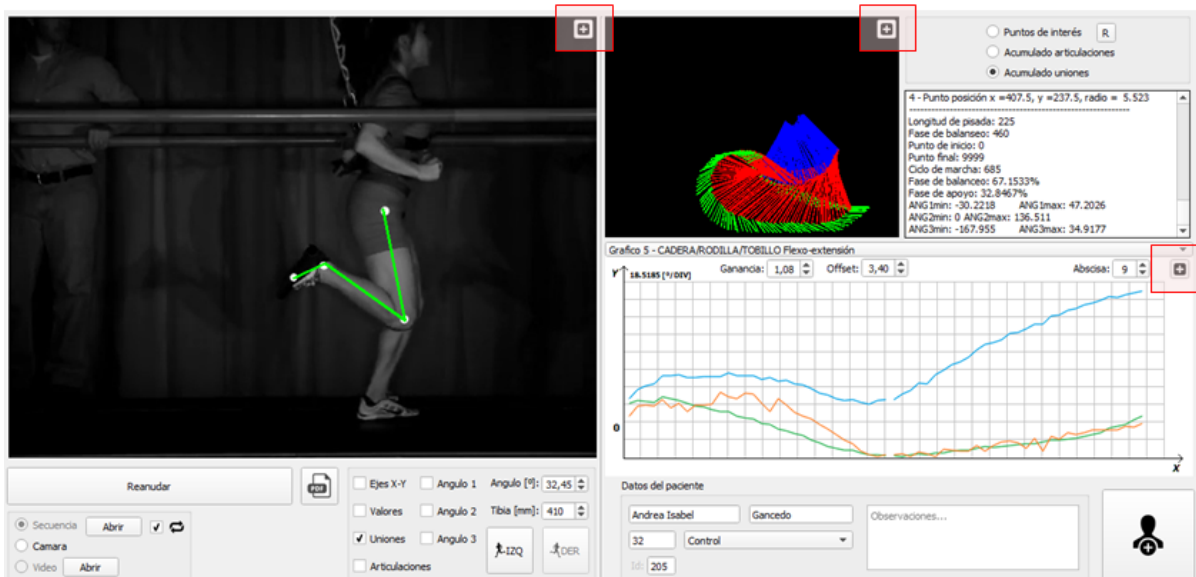 Puntos de interés R
Acumulado articulaciones
Acumulado uniones
4 - Punto posición x =407.5, y =237.5, radio = 5.523
------------------------------------------------------------
Longitud de pisada: 225
Fase de balanseo: 460
Punto de inicio: 0
Punto final: 9999
Ciclo de marcha: 685
Fase de balanceo: 67.1533%
Fase de apoyo: 32.8467%
ANG1min: -30.2218 ANG1max: 47.2026
ANG2min: 0 ANG2max: 136.511
ANG3min: -167.955 ANG3max: 34.9177
Grafico 5 - CADERA/RODILLA/TOBILLO Flexo-extensión
Y 18.5185 [º/DIV] Ganancia: 1,08 Offset: 3,40 Abscisa: 9
0
X
Reanudar
PDF
Secuencia Abrir
Camara
Video Abrir
Ejes X-Y Angulo 1 Angulo [º]: 32,45
Valores Angulo 2 Tibia [mm]: 410
Uniones Angulo 3
IZQ DER
Articulaciones
Datos del paciente
Andrea Isabel Gancedo Observaciones...
32 Control
Id: 205